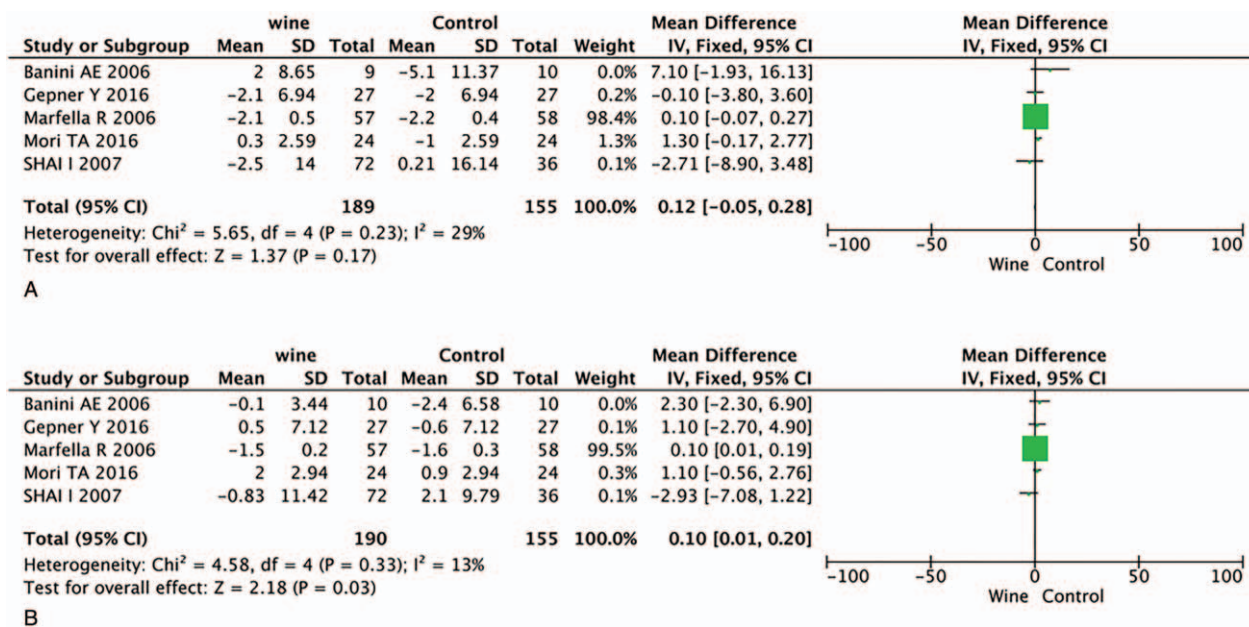 wine Control Mean Difference Mean Difference
Study or Subgroup Mean SD Total Mean SD Total Weight IV, Fixed, 95% CI IV, Fixed, 95% CI
Banini AE 2006 2 8.65 9 −5.1 11.37 10 0.0% 7.10 [−1.93, 16.13]
Gepner Y 2016 −2.1 6.94 27 −2 6.94 27 0.2% −0.10 [−3.80, 3.60]
Marfella R 2006 −2.1 0.5 57 −2.2 0.4 58 98.4% 0.10 [−0.07, 0.27]
Mori TA 2016 0.3 2.59 24 −1 2.59 24 1.3% 1.30 [−0.17, 2.77]
SHAI I 2007 −2.5 14 72 0.21 16.14 36 0.1% −2.71 [−8.90, 3.48]
Total (95% CI) 189 155 100.0% 0.12 [−0.05, 0.28]
Heterogeneity: Chi² = 5.65, df = 4 (P = 0.23); I² = 29%
Test for overall effect: Z = 1.37 (P = 0.17)
−100 −50 0 50 100
Wine Control
A
wine Control Mean Difference Mean Difference
Study or Subgroup Mean SD Total Mean SD Total Weight IV, Fixed, 95% CI IV, Fixed, 95% CI
Banini AE 2006 −0.1 3.44 10 −2.4 6.58 10 0.0% 2.30 [−2.30, 6.90]
Gepner Y 2016 0.5 7.12 27 −0.6 7.12 27 0.1% 1.10 [−2.70, 4.90]
Marfella R 2006 −1.5 0.2 57 −1.6 0.3 58 99.5% 0.10 [0.01, 0.19]
Mori TA 2016 2 2.94 24 0.9 2.94 24 0.3% 1.10 [−0.56, 2.76]
SHAI I 2007 −0.83 11.42 72 2.1 9.79 36 0.1% −2.93 [−7.08, 1.22]
Total (95% CI) 190 155 100.0% 0.10 [0.01, 0.20]
Heterogeneity: Chi² = 4.58, df = 4 (P = 0.33); I² = 13%
Test for overall effect: Z = 2.18 (P = 0.03)
−100 −50 0 50 100
Wine Control
B